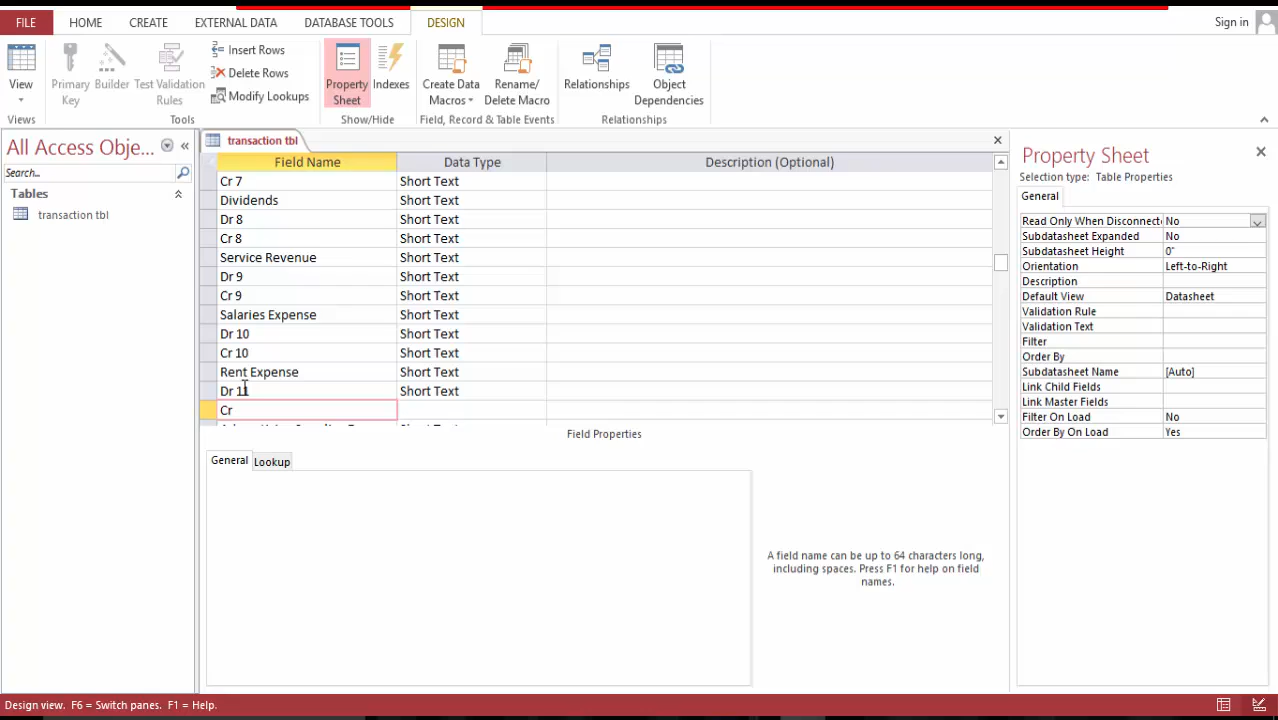 FILE HOME CREATE EXTERNAL DATA DATABASE TOOLS DESIGN Sign in
View
Primary Key
Builder
Test Validation Rules
Insert Rows
Delete Rows
Modify Lookups
Property Sheet
Indexes
Create Data Macros
Rename/ Delete Macro
Relationships
Object Dependencies
Views Tools Show/Hide Field, Record & Table Events Relationships
All Access Obje...
Search...
Tables
transaction tbl
transaction tbl
Field Name Data Type Description (Optional)
Cr 7 Short Text
Dividends Short Text
Dr 8 Short Text
Cr 8 Short Text
Service Revenue Short Text
Dr 9 Short Text
Cr 9 Short Text
Salaries Expense Short Text
Dr 10 Short Text
Cr 10 Short Text
Rent Expense Short Text
Dr 11 Short Text
Cr
Field Properties
General Lookup
A field name can be up to 64 characters long,
including spaces. Press F1 for help on field
names.
Property Sheet
Selection type: Table Properties
General
Read Only When Disconnect No
Subdatasheet Expanded No
Subdatasheet Height 0"
Orientation Left-to-Right
Description
Default View Datasheet
Validation Rule
Validation Text
Filter
Order By
Subdatasheet Name [Auto]
Link Child Fields
Link Master Fields
Filter On Load No
Order By On Load Yes
Design view. F6 = Switch panes. F1 = Help.